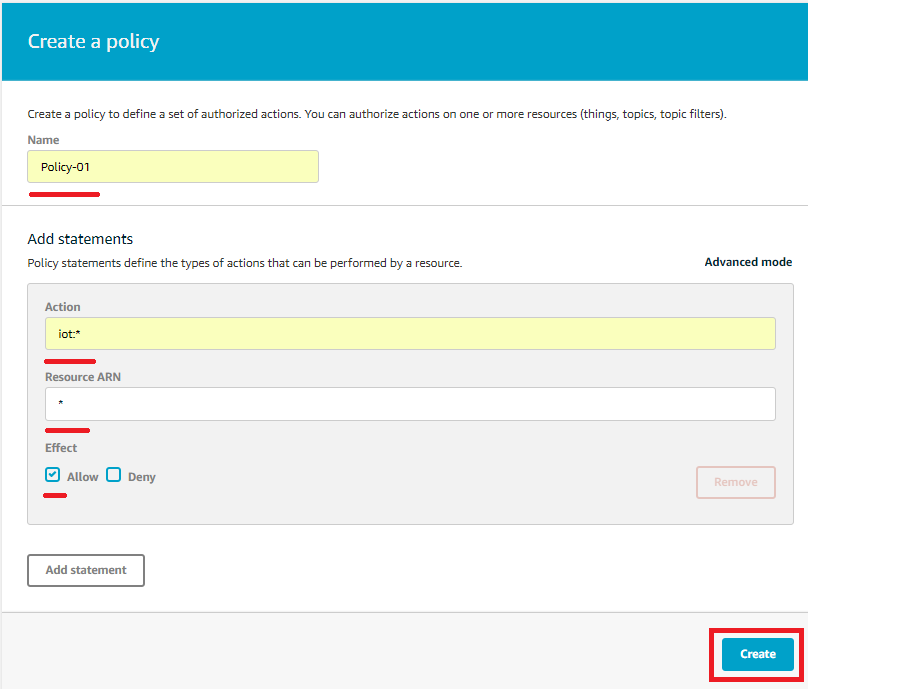 Create a policy
Create a policy to define a set of authorized actions. You can authorize actions on one or more resources (things, topics, topic filters).
Name
Policy-01
Add statements
Policy statements define the types of actions that can be performed by a resource.
Advanced mode
Action
iot:*
Resource ARN
*
Effect
Allow Deny
Remove
Add statement
Create